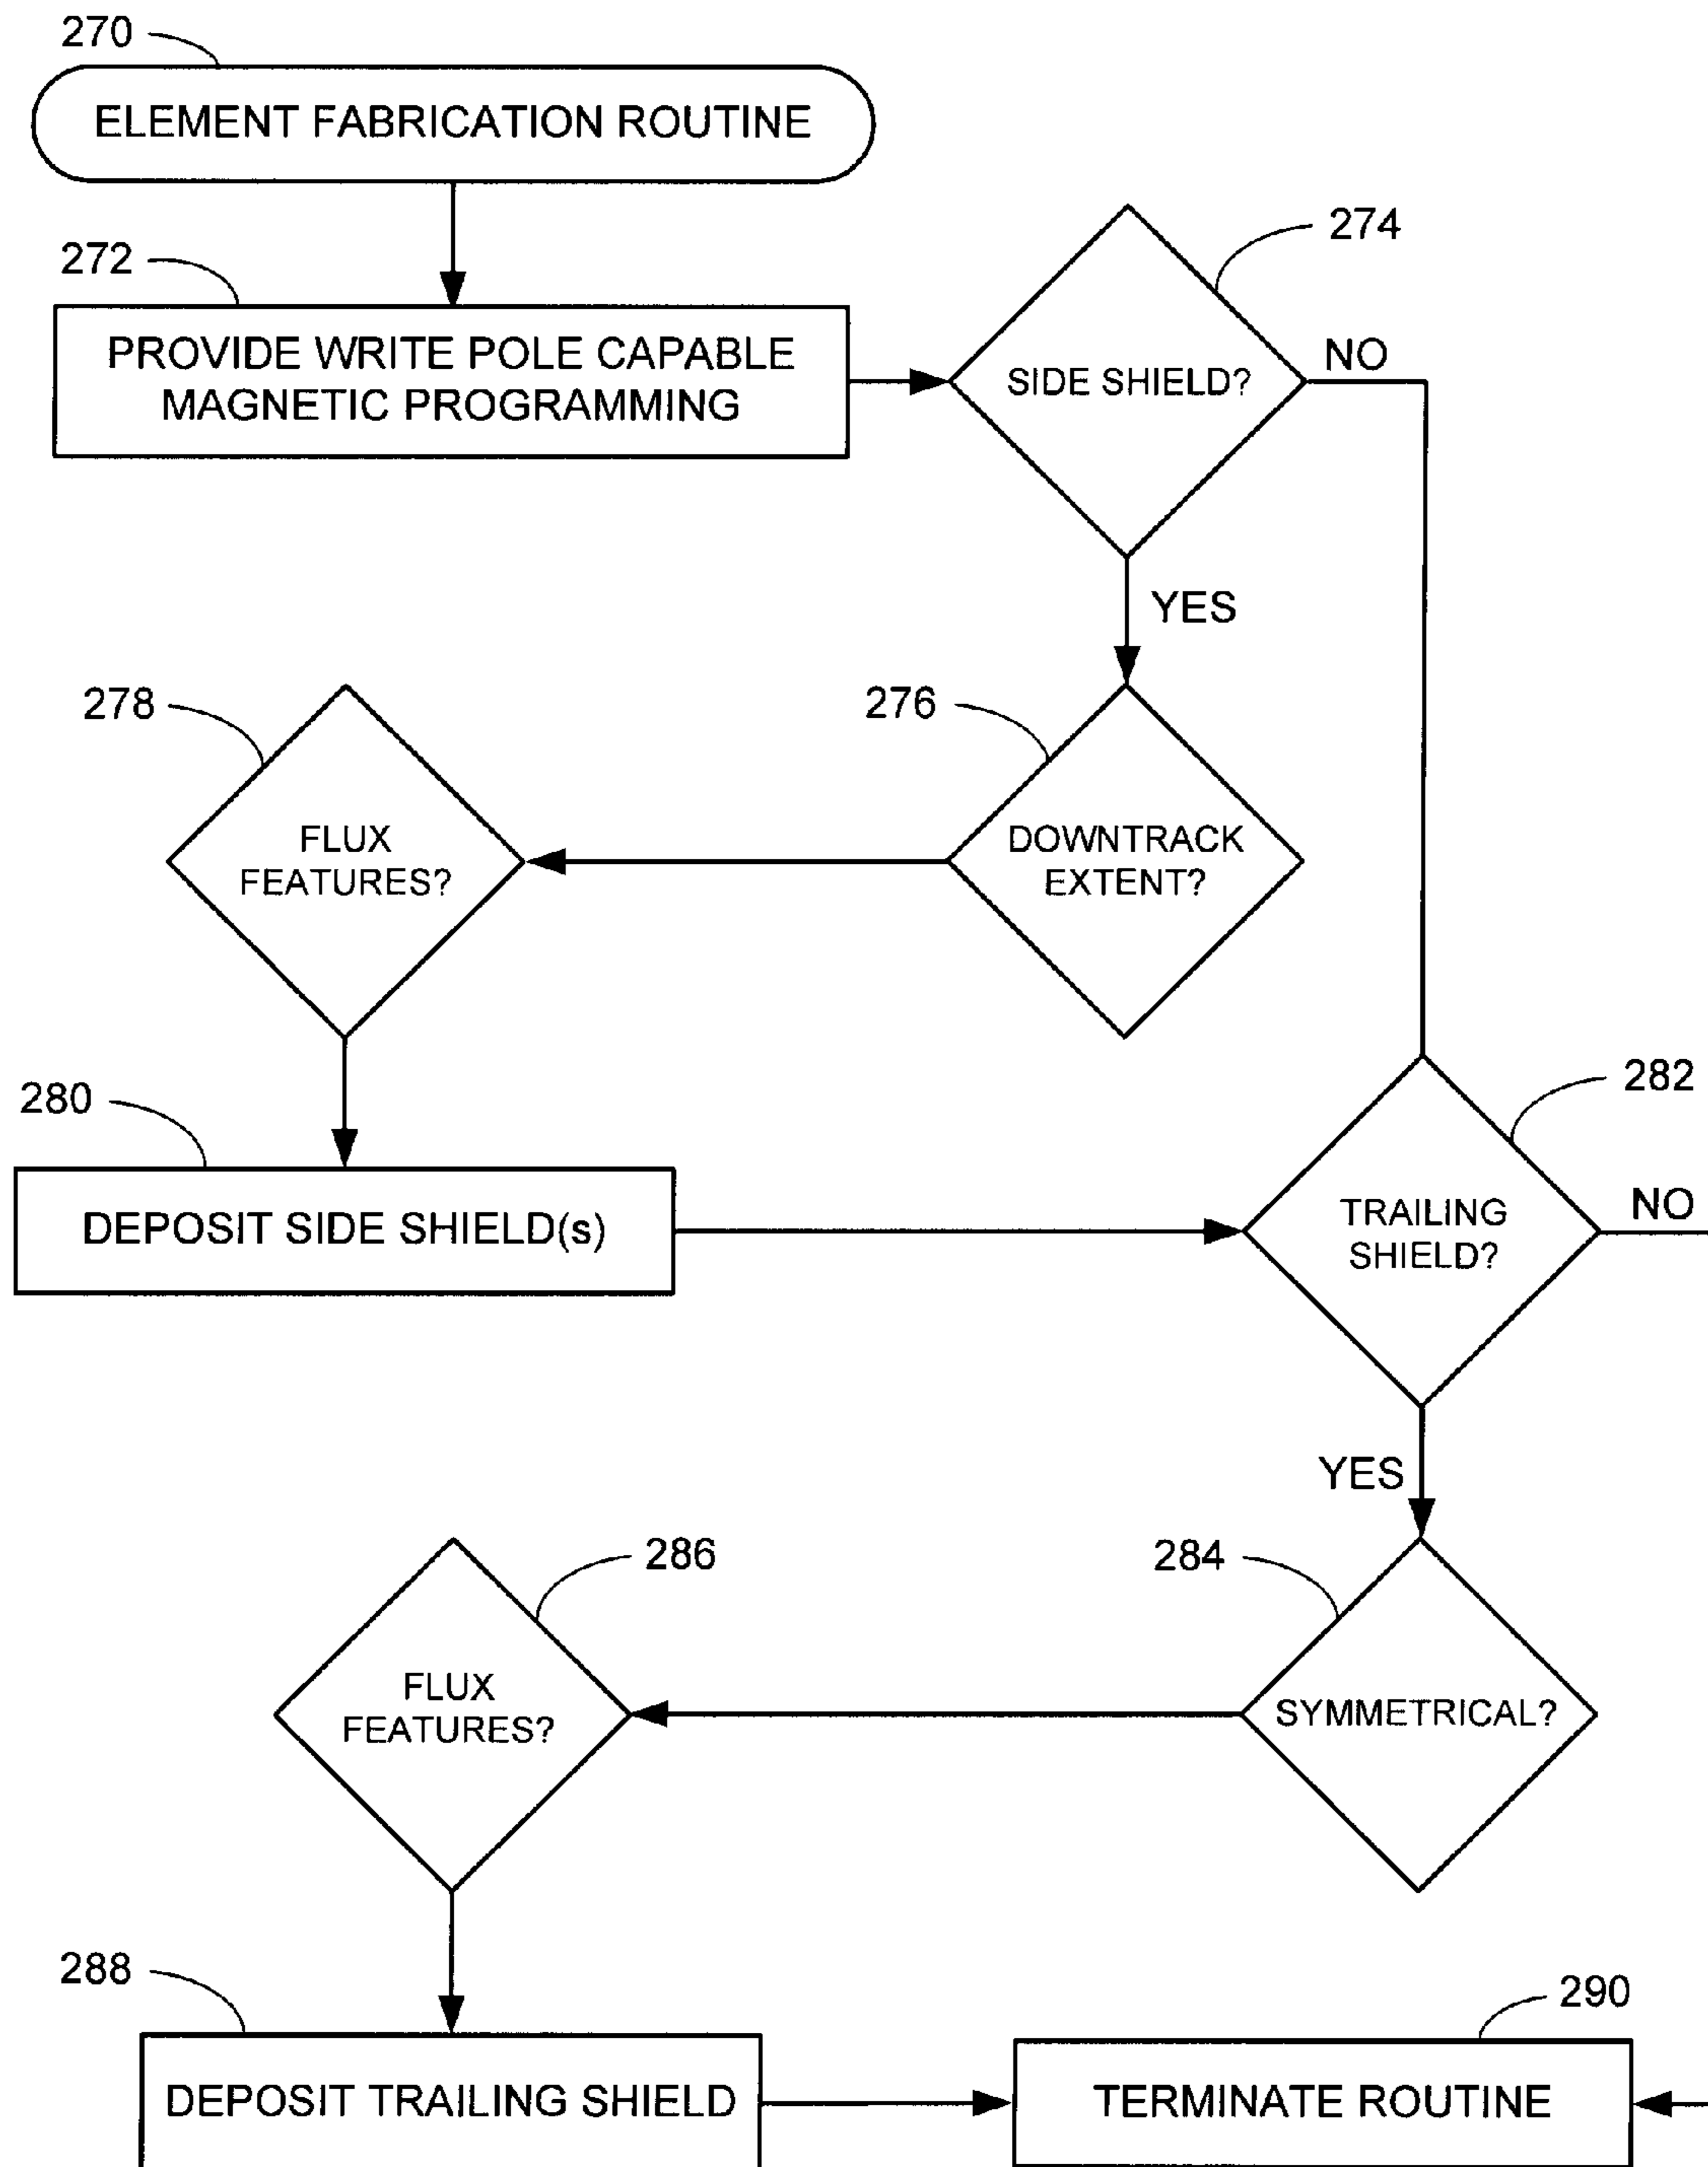 270
ELEMENT FABRICATION ROUTINE
272
PROVIDE WRITE POLE CAPABLE
MAGNETIC PROGRAMMING
274
SIDE SHIELD?
NO
YES
276
DOWNTRACK
EXTENT?
278
FLUX
FEATURES?
280
DEPOSIT SIDE SHIELD(s)
282
TRAILING
SHIELD?
NO
YES
284
SYMMETRICAL?
286
FLUX
FEATURES?
288
DEPOSIT TRAILING SHIELD
290
TERMINATE ROUTINE